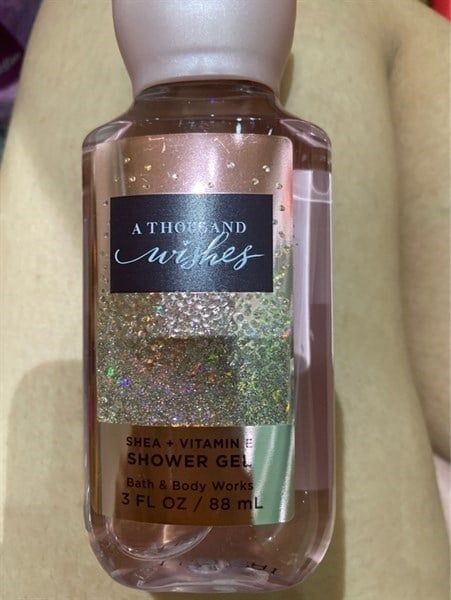 A THOUSAND
wishes
SHEA + VITAMIN E
SHOWER GEL
Bath & Body Works
3 FL OZ / 88 mL